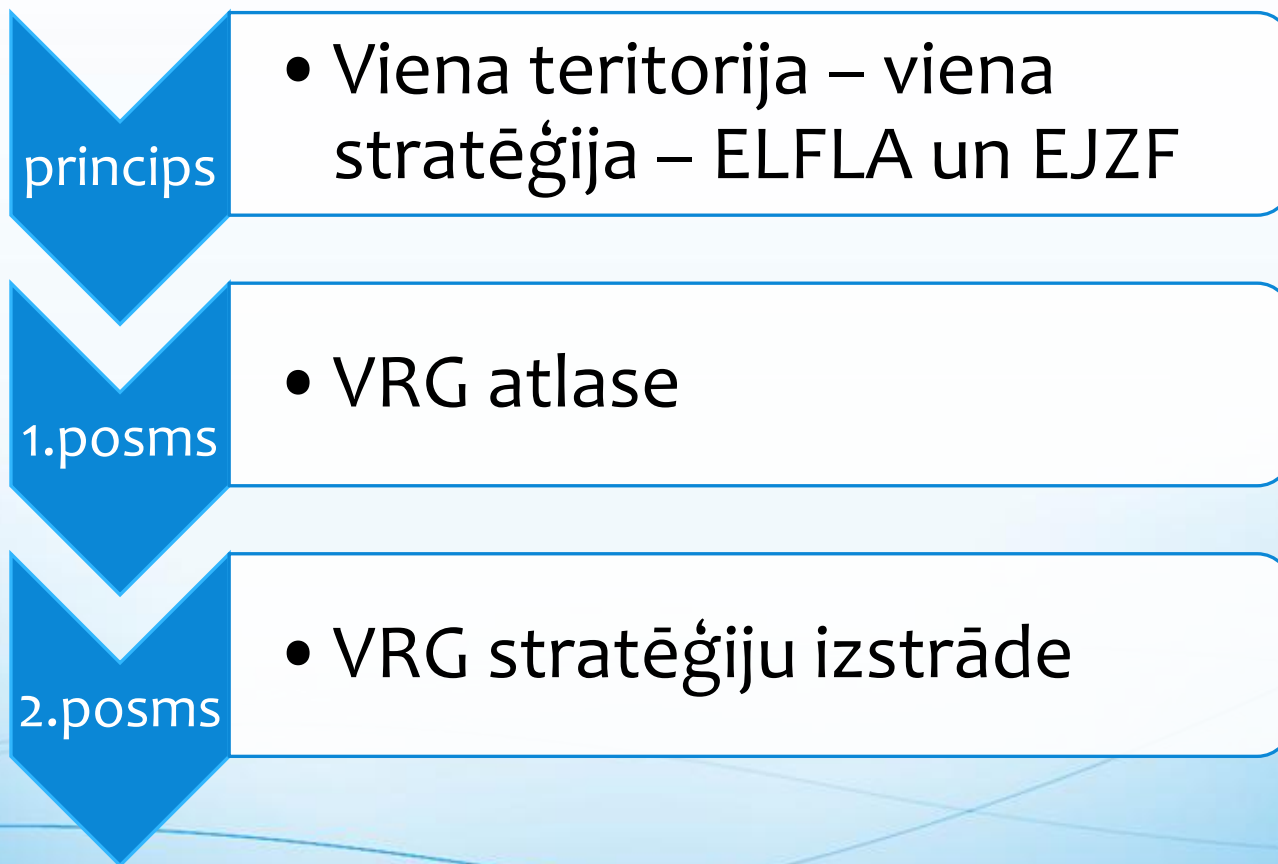 princips
• Viena teritorija – viena
stratēģija – ELFLA un EJZF
1.posms
• VRG atlase
2.posms
• VRG stratēģiju izstrāde